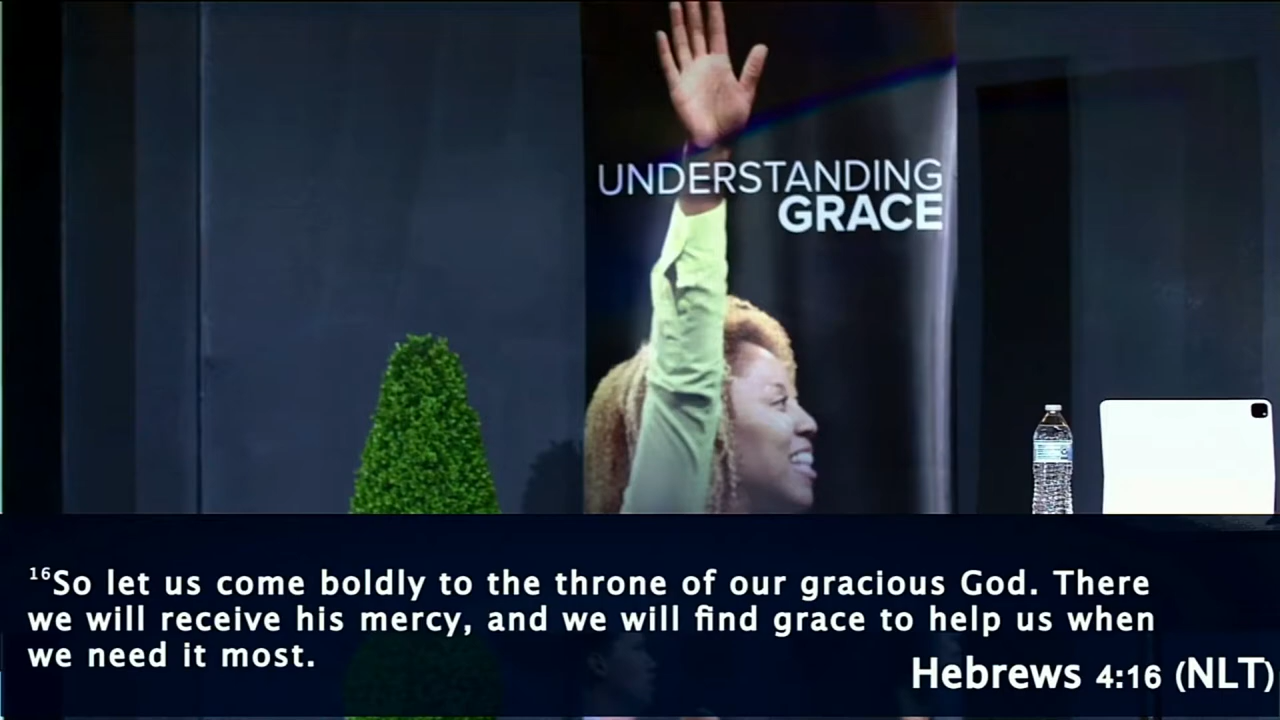 UNDERSTANDING
GRACE
¹⁶So let us come boldly to the throne of our gracious God. There
we will receive his mercy, and we will find grace to help us when
we need it most.
Hebrews 4:16 (NLT)